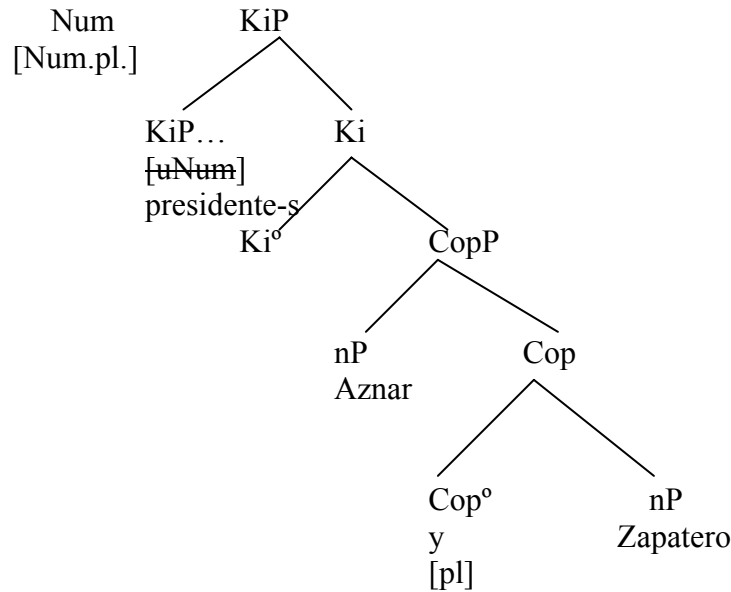 Num KiP
[Num.pl.]
KiP… Ki
[uNum]
presidente-s
Kiº CopP
nP Cop
Aznar
Copº nP
y Zapatero
[pl]